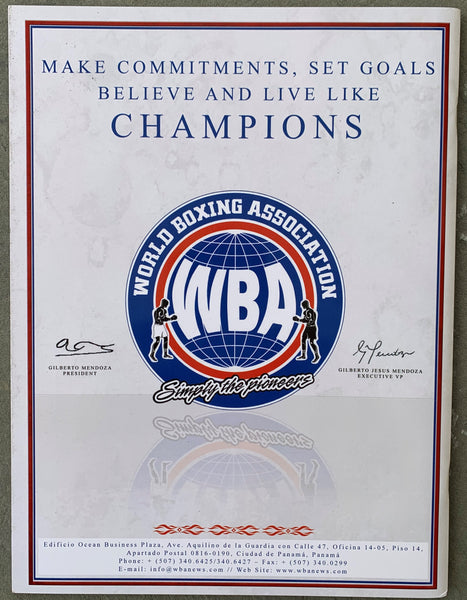 MAKE COMMITMENTS, SET GOALS
BELIEVE AND LIVE LIKE
CHAMPIONS
WORLD BOXING ASSOCIATION
WBA
Simply the pioneers
GILBERTO MENDOZA
PRESIDENT
GILBERTO JESUS MENDOZA
EXECUTIVE VP
Edificio Ocean Business Plaza, Ave. Aquilino de la Guardia con Calle 47, Oficina 14-05, Piso 14,
Apartado Postal 0816-0190, Ciudad de Panamá, Panamá
Phone: + (507) 340.6425/340.6427 – Fax: + (507) 340.0299
E-mail: info@wbanews.com // Web Site: www.wbanews.com